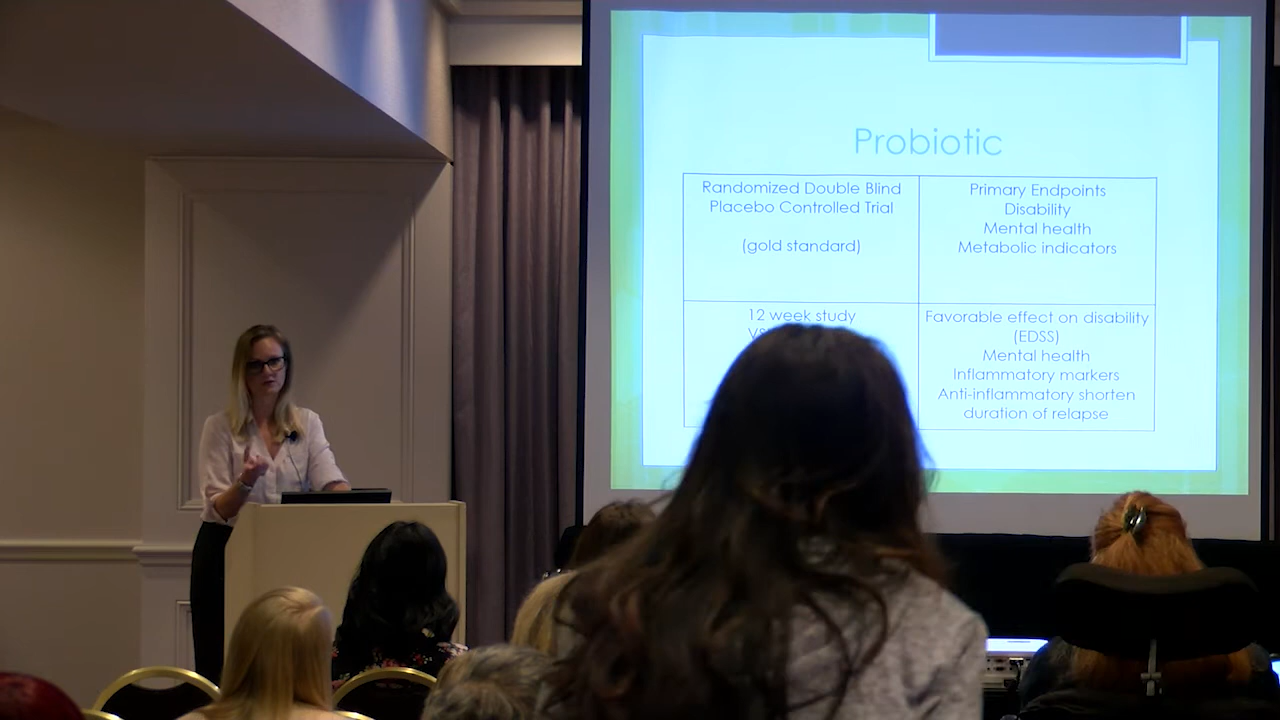 Probiotic
Randomized Double Blind
Placebo Controlled Trial
(gold standard)
Primary Endpoints
Disability
Mental health
Metabolic indicators
12 week study
Favorable effect on disability
(EDSS)
Mental health
Inflammatory markers
Anti-inflammatory shorten
duration of relapse